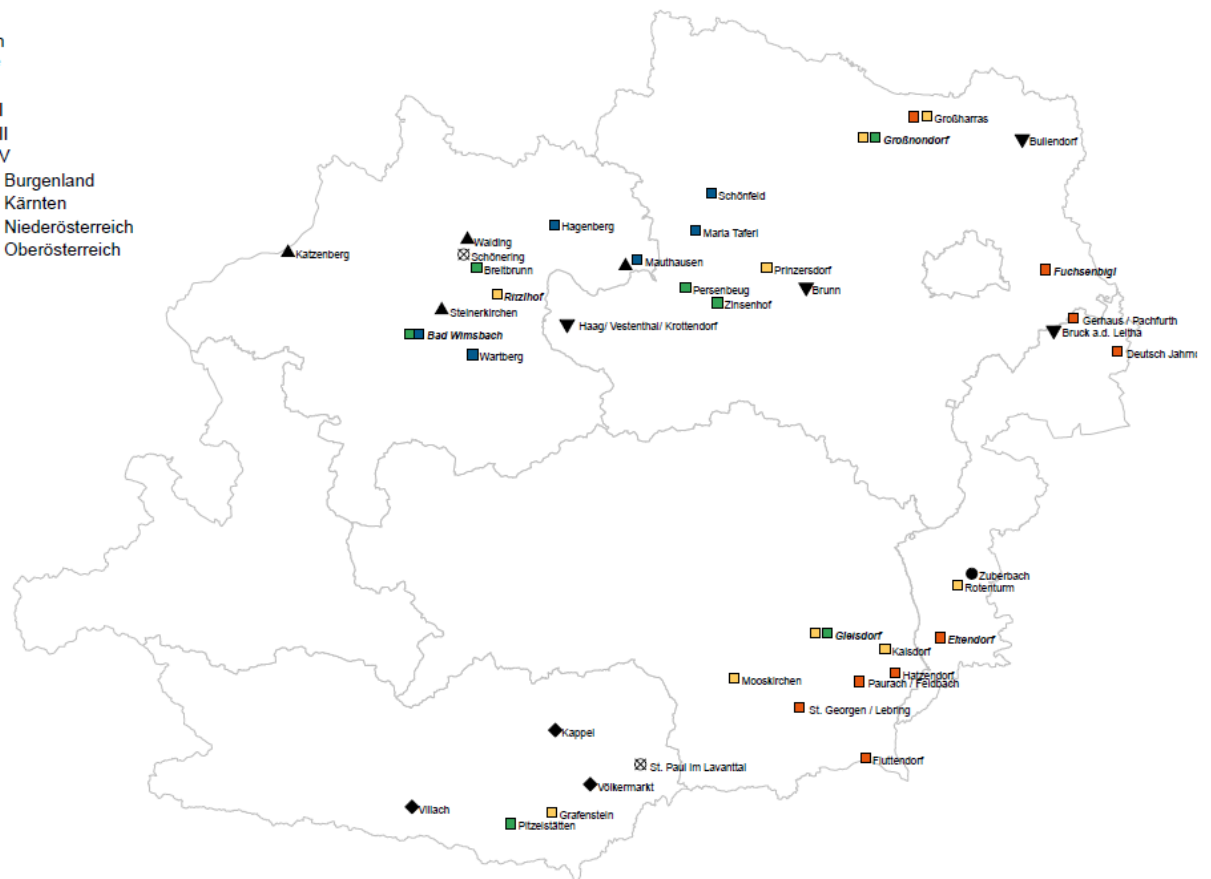 n
I
II
V
Burgenland
Kärnten
Niederösterreich
Oberösterreich
Großharras
Großnondorf
Bullendorf
Schönfeld
Hagenberg
Maria Taferl
Walding
Katzenberg
Schönering
Breitbrunn
Mauthausen
Prinzersdorf
Fuchsenbigl
Persenbeug
Brunn
Ritzlhof
Zinsenhof
Steinerkirchen
Gerhaus / Pachfurth
Haag/ Vestenthal/ Krottendorf
Bruck a.d. Leitha
Bad Wimsbach
Wartberg
Deutsch Jahrn
Zuberbach
Rotenturm
Gleisdorf
Eltendorf
Kalsdorf
Hatzendorf
Mooskirchen
Paurach / Feldbach
St. Georgen / Lebring
Kappel
Fluttendorf
St. Paul im Lavanttal
Völkermarkt
Villach
Grafenstein
Pitzelstätten